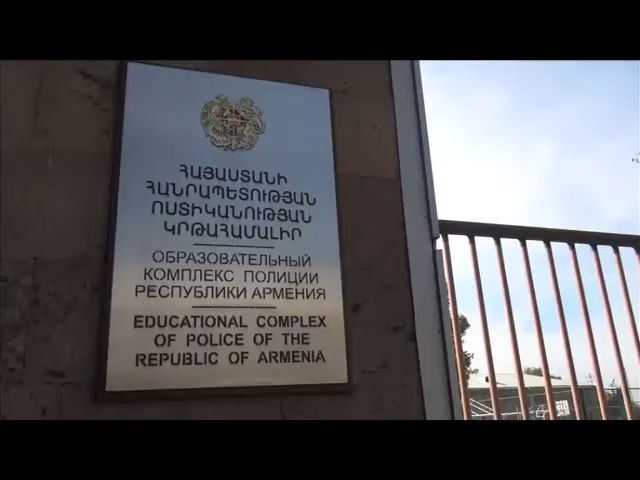 ՀԱՅԱՍՏԱՆԻ
ՀԱՆՐԱՊԵՏՈՒԹՅԱՆ
ՈՍՏԻԿԱՆՈՒԹՅԱՆ
ԿՐԹԱՀԱՄԱԼԻՐ
ОБРАЗОВАТЕЛЬНЫЙ
КОМПЛЕКС ПОЛИЦИИ
РЕСПУБЛИКИ АРМЕНИЯ
EDUCATIONAL COMPLEX
OF POLICE OF THE
REPUBLIC OF ARMENIA